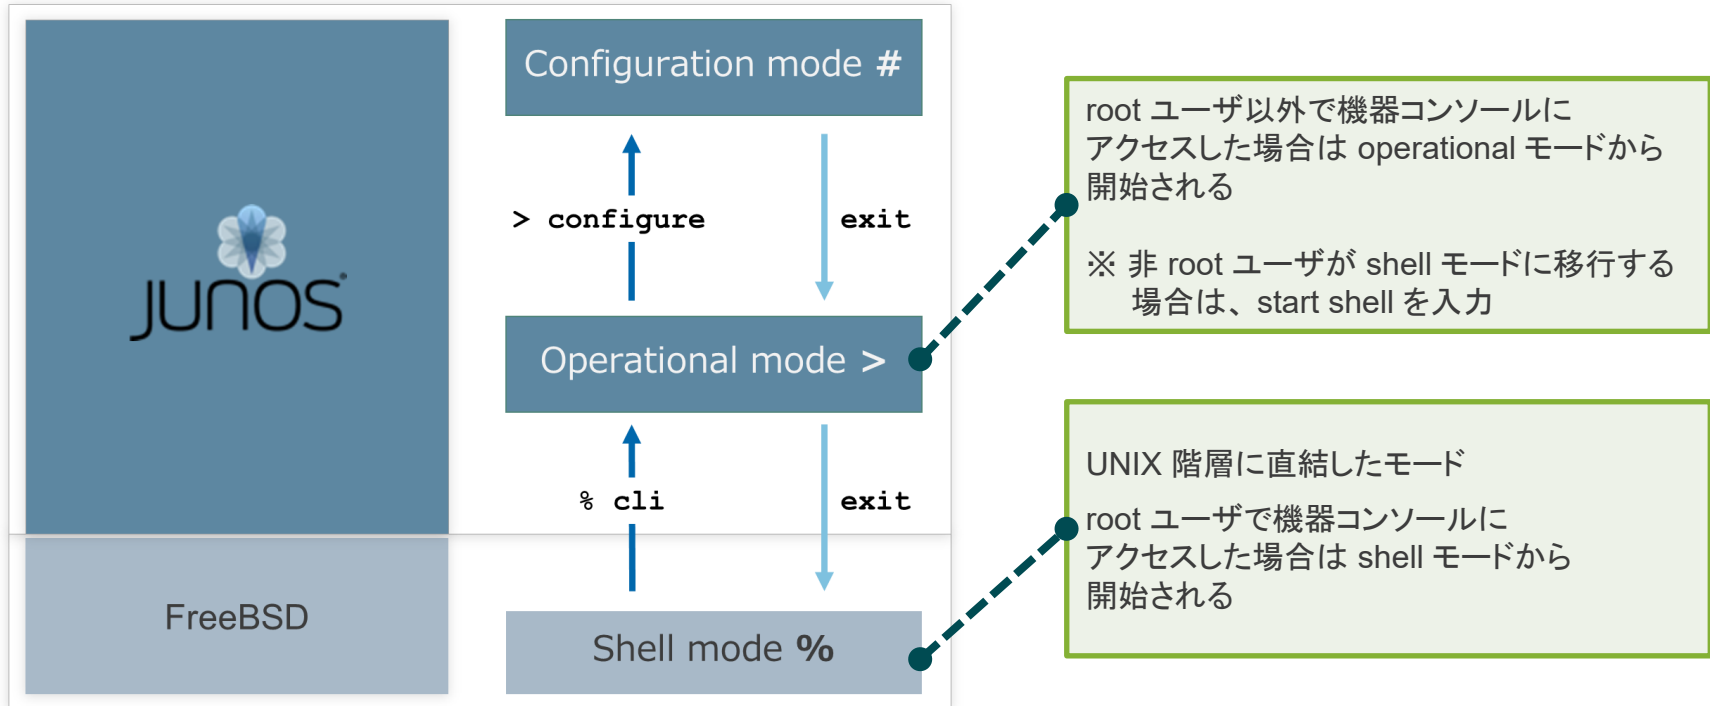 Configuration mode #
> configure
exit
JUNOS
Operational mode >
% cli
exit
FreeBSD
Shell mode %
root ユーザ以外で機器コンソールに
アクセスした場合は operational モードから
開始される
※ 非 root ユーザが shell モードに移行する
場合は、start shell を入力
UNIX 階層に直結したモード
root ユーザで機器コンソールに
アクセスした場合は shell モードから
開始される